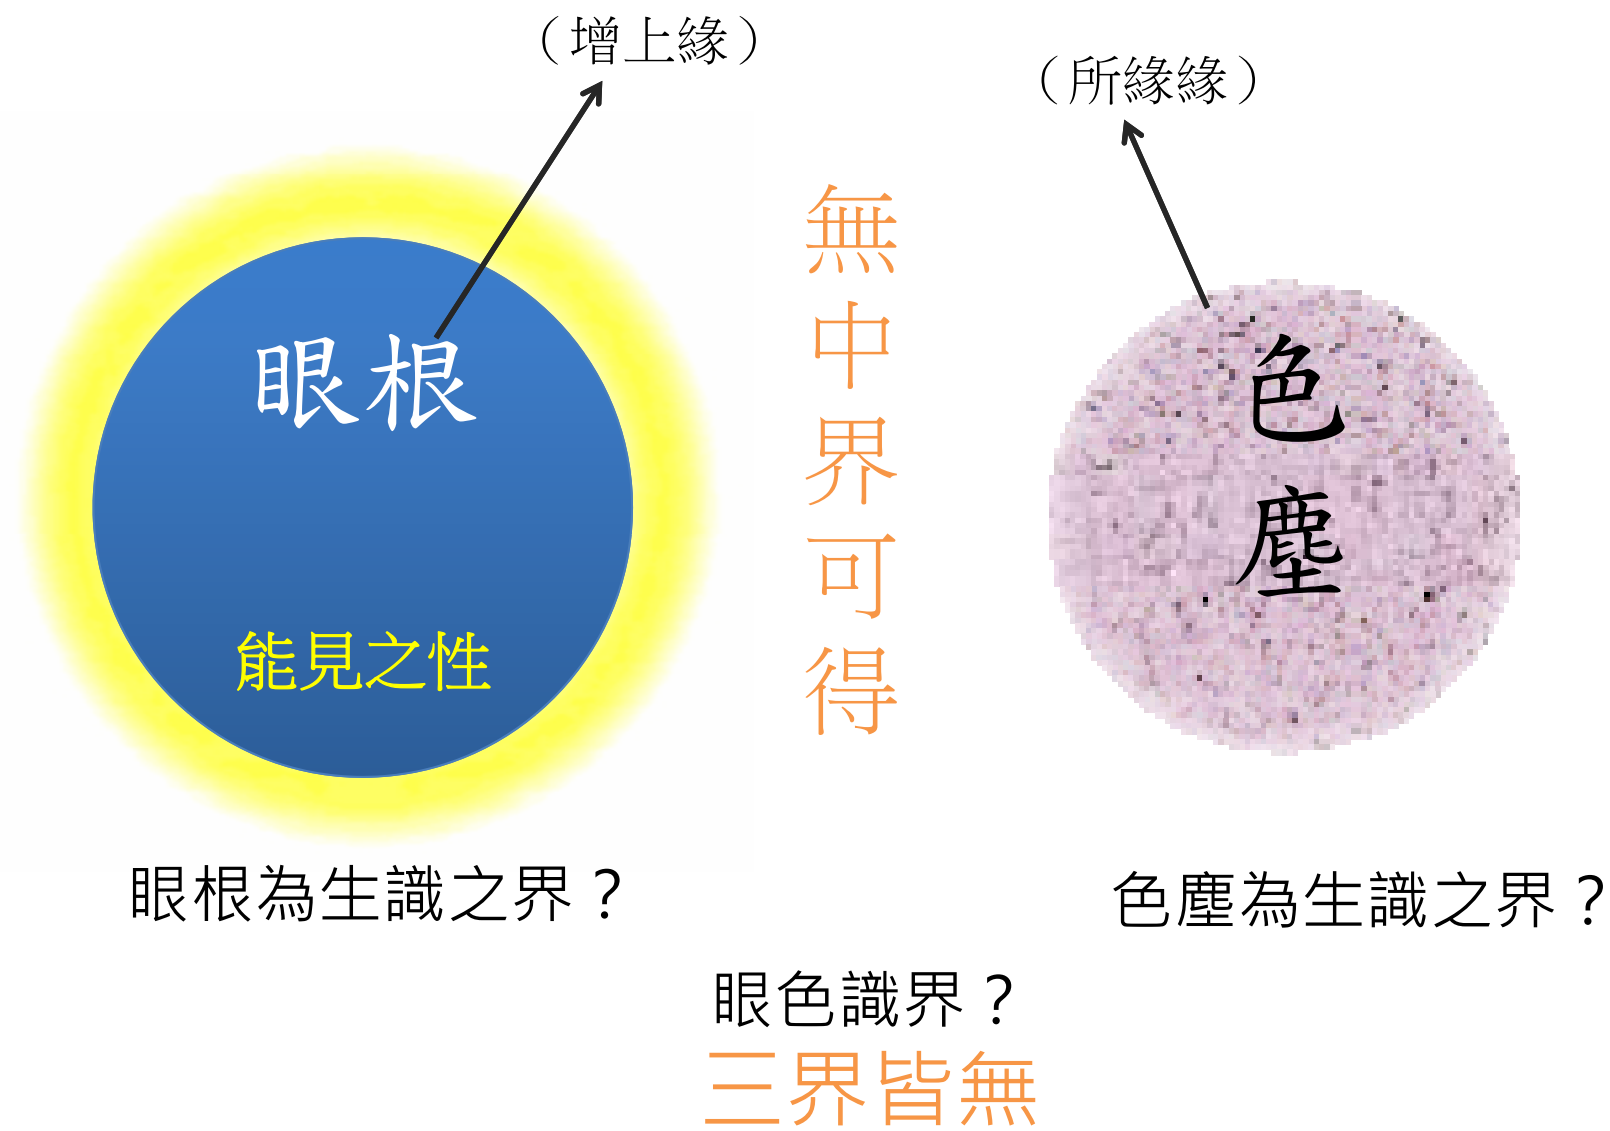 （增上緣）
（所緣緣）
眼根
能見之性
無中界可得
色塵
眼根為生識之界？
色塵為生識之界？
眼色識界？
三界皆無